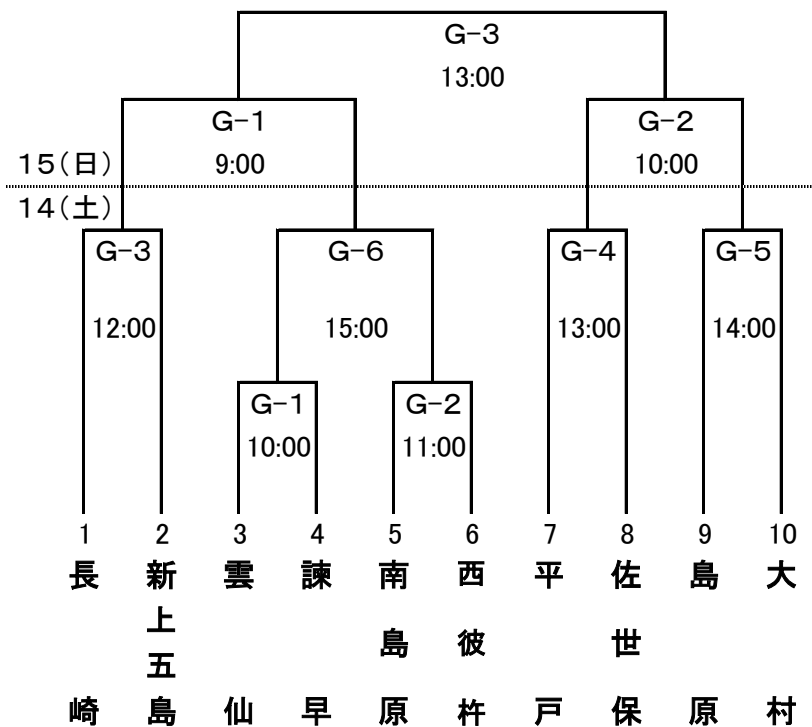 G-3
13:00
G-1 G-2
15(日) 9:00 10:00
14(土)
G-3 G-6 G-4 G-5
12:00 15:00 13:00 14:00
G-1 G-2
10:00 11:00
1 2 3 4 5 6 7 8 9 10
長崎
新上五島
雲仙
諫早
南島原
西彼杵
平戸
佐世保
島原
大村